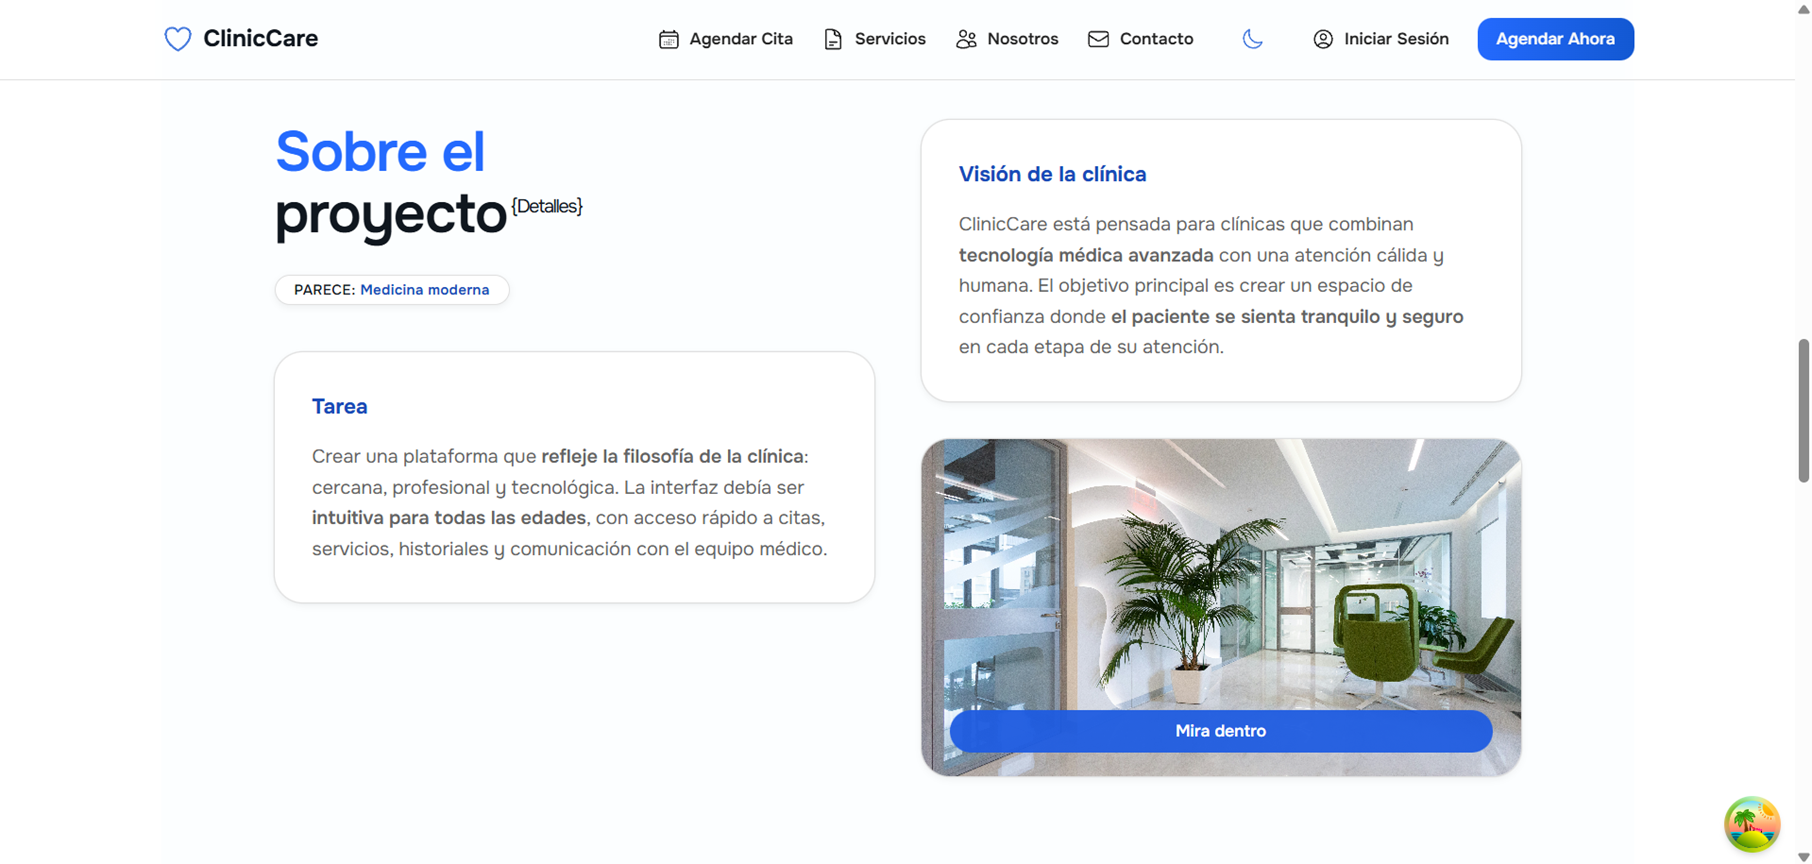 ClinicCare
Agendar Cita
Servicios
Nosotros
Contacto
Iniciar Sesión
Agendar Ahora
Sobre el
proyecto {Detalles}
PARECE: Medicina moderna
Tarea
Crear una plataforma que refleje la filosofía de la clínica:
cercana, profesional y tecnológica. La interfaz debía ser
intuitiva para todas las edades, con acceso rápido a citas,
servicios, historiales y comunicación con el equipo médico.
Visión de la clínica
ClinicCare está pensada para clínicas que combinan
tecnología médica avanzada con una atención cálida y
humana. El objetivo principal es crear un espacio de
confianza donde el paciente se sienta tranquilo y seguro
en cada etapa de su atención.
Mira dentro